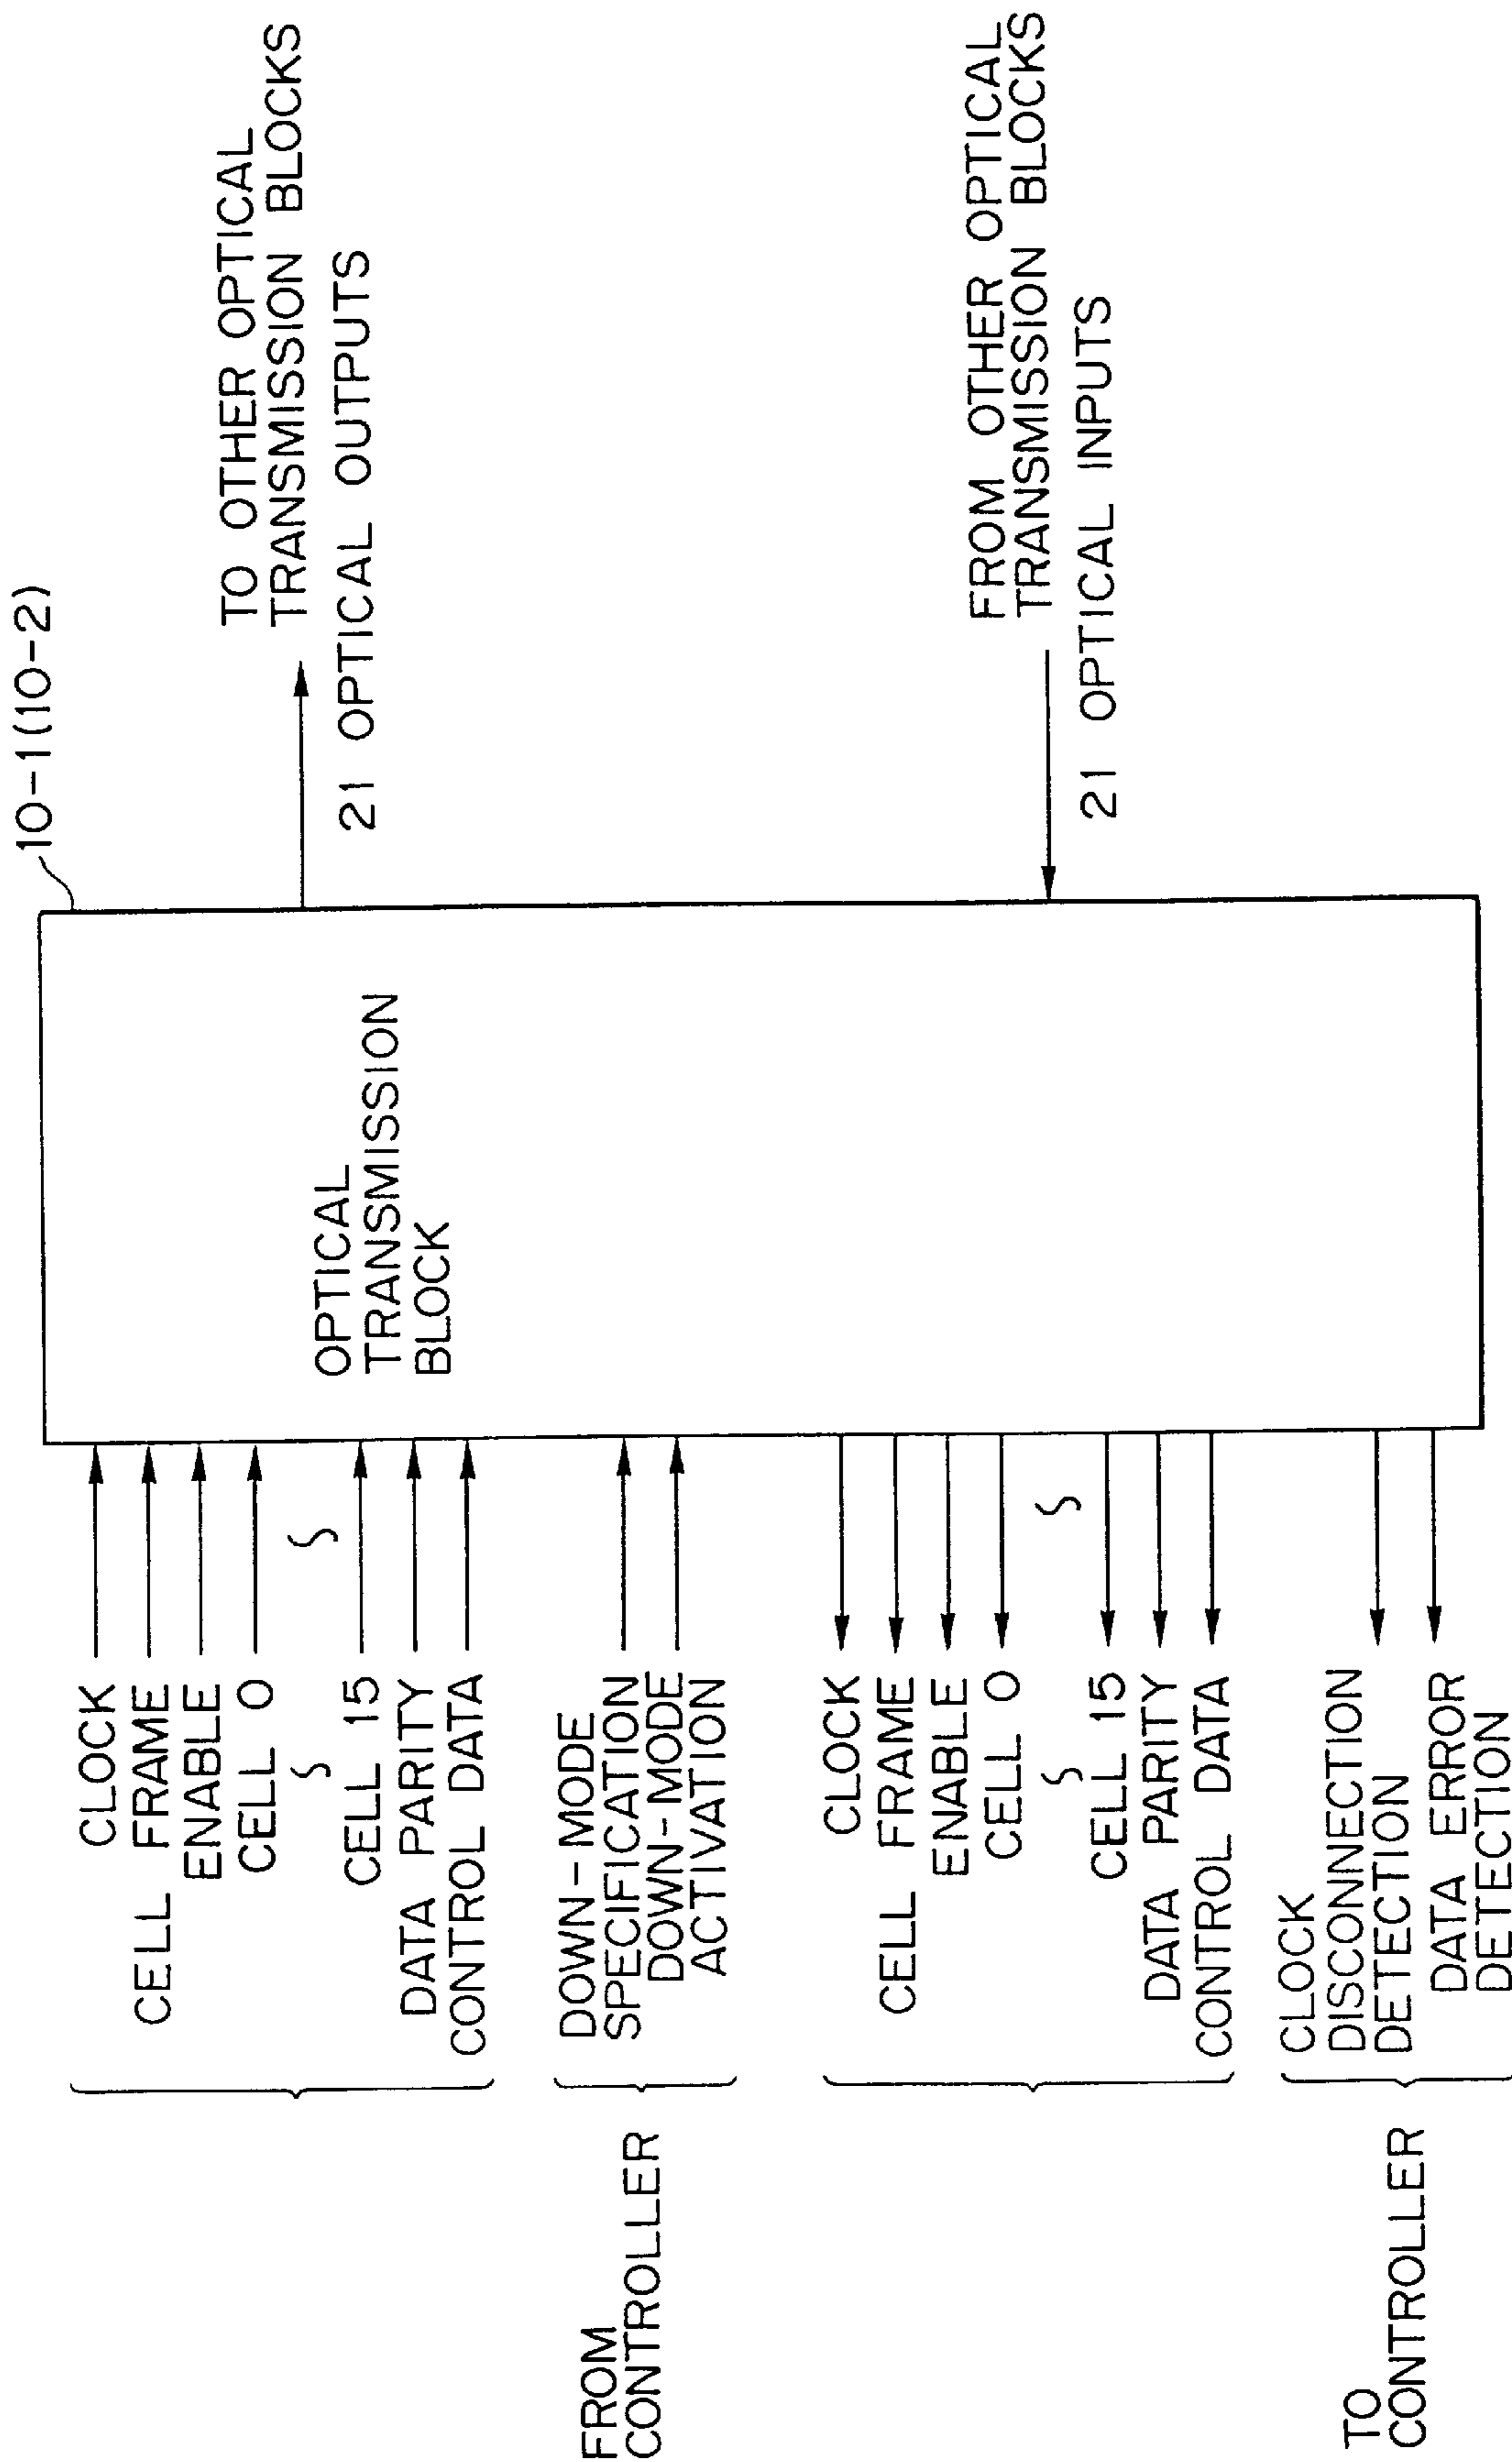 10-1(10-2)
CLOCK
CELL FRAME
ENABLE
CELL 0
∫
CELL 15
DATA PARITY
CONTROL DATA
FROM
CONTROLLER
DOWN-MODE
SPECIFICATION
DOWN-MODE
ACTIVATION
CLOCK
CELL FRAME
ENABLE
CELL 0
∫
CELL 15
DATA PARITY
CONTROL DATA
TO
CONTROLLER
CLOCK
DISCONNECTION
DETECTION
DATA ERROR
DETECTION
OPTICAL
TRANSMISSION
BLOCK
TO OTHER OPTICAL
TRANSMISSION BLOCKS
21 OPTICAL OUTPUTS
FROM OTHER OPTICAL
TRANSMISSION BLOCKS
21 OPTICAL INPUTS